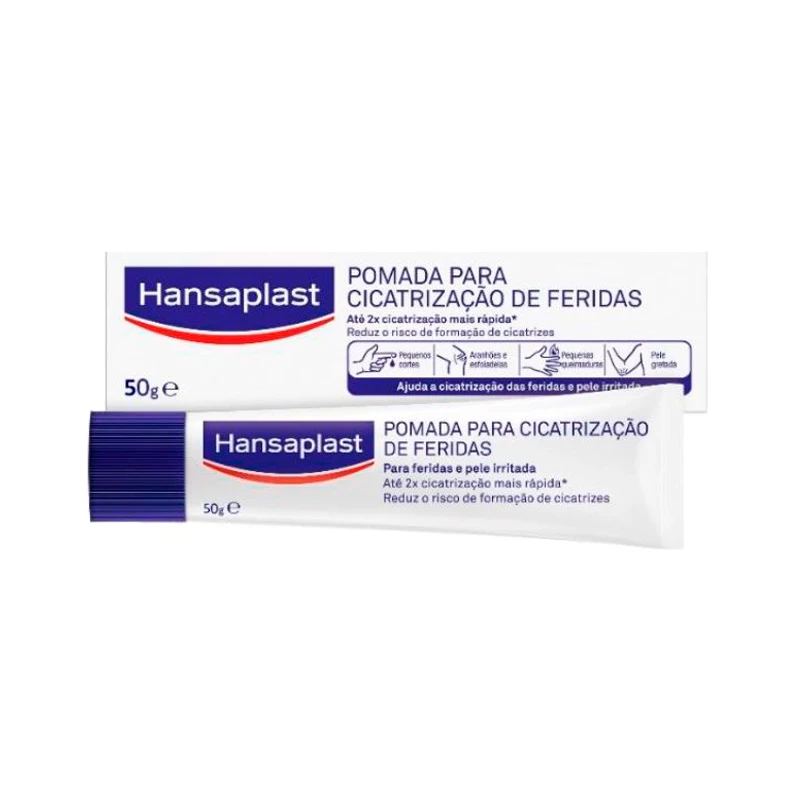 Hansaplast
POMADA PARA
CICATRIZAÇÃO DE FERIDAS
Até 2x cicatrização mais rápida*
Reduz o risco de formação de cicatrizes
Pequenos
cortes
Aranhões e
esfoladelas
Pequenas
queimaduras
Pele
gretada
Ajuda a cicatrização das feridas e pele irritada
50g e
Hansaplast
POMADA PARA CICATRIZAÇÃO
DE FERIDAS
Para feridas e pele irritada
Até 2x cicatrização mais rápida*
Reduz o risco de formação de cicatrizes
50g e